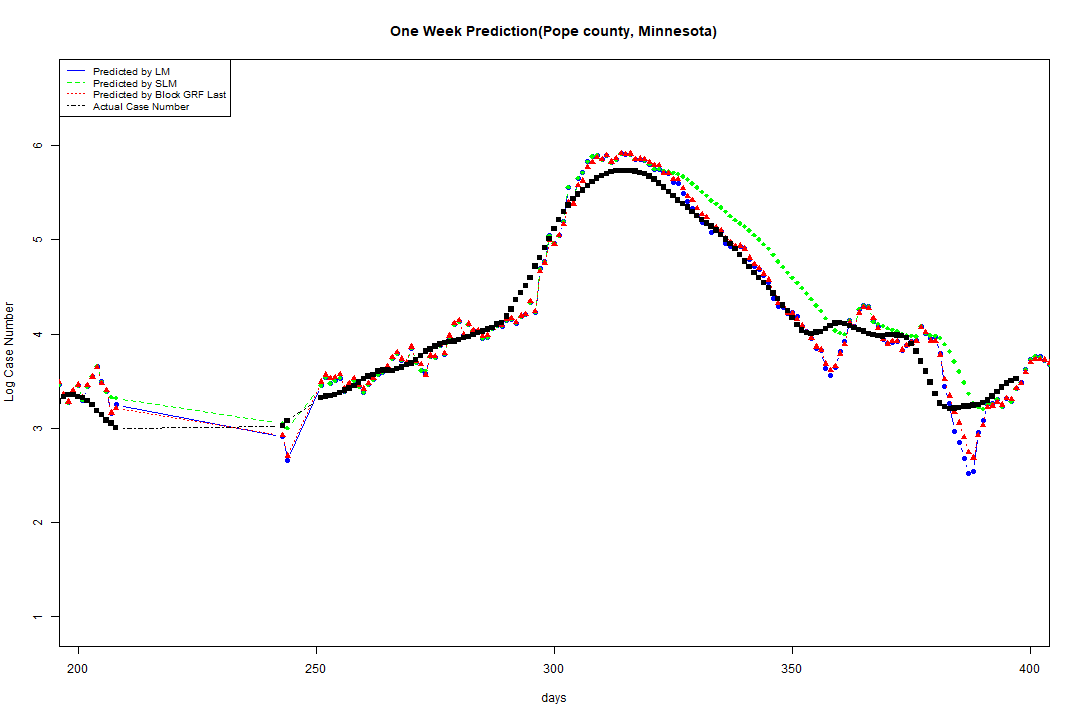 One Week Prediction(Pope county, Minnesota)
Predicted by LM
Predicted by SLM
Predicted by Block GRF Last
Actual Case Number
Log Case Number
6
5
4
3
2
1
200 250 300 350 400
days